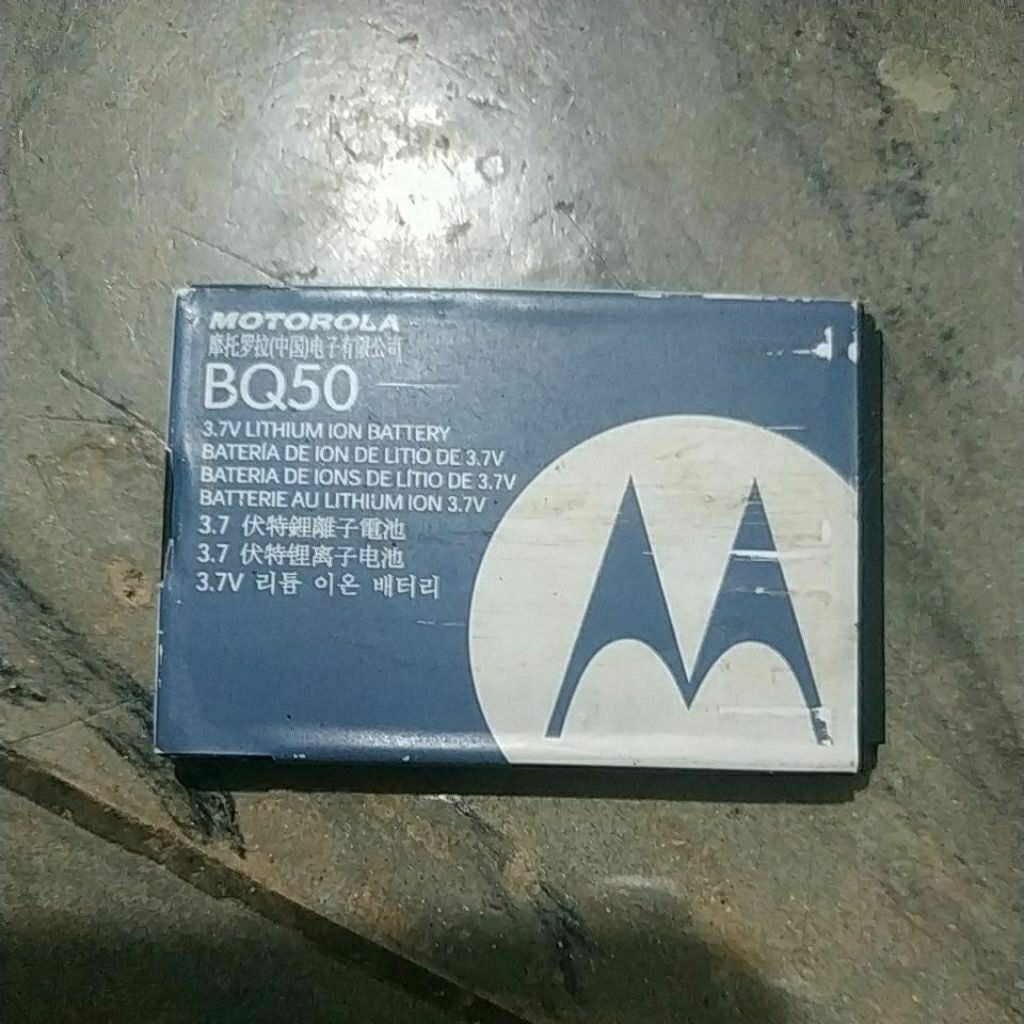 MOTOROLA
摩托罗拉(中国)电子有限公司
BQ50
3.7V LITHIUM ION BATTERY
BATERÍA DE ION DE LITIO DE 3.7V
BATERIA DE IONS DE LÍTIO DE 3.7V
BATTERIE AU LITHIUM ION 3.7V
3.7 伏特鋰離子電池
3.7 伏特锂离子电池
3.7V 리튬 이온 배터리